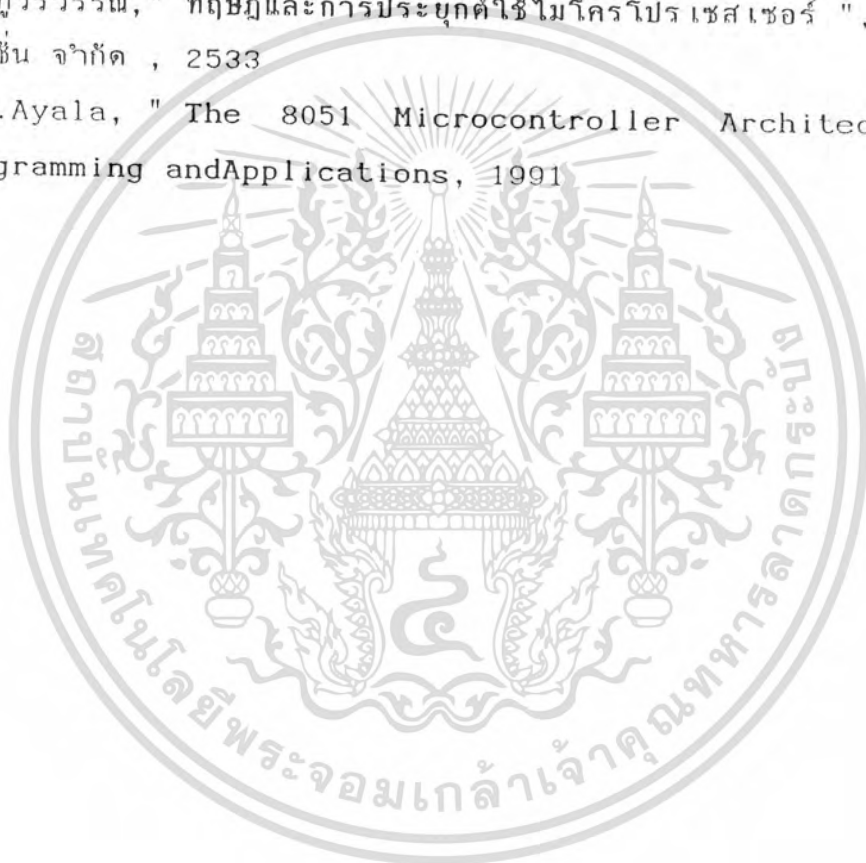 "ทฤษฎีและการประยุกต์ใช้ไมโครโปรเซสเซอร์ ",
ชั่น จำกัด , 2533
.Ayala, " The 8051 Microcontroller Architec
gramming andApplications, 1991
สถาบันเทคโนโลยีพระจอมเกล้าเจ้าคุณทหารลาดกระบัง